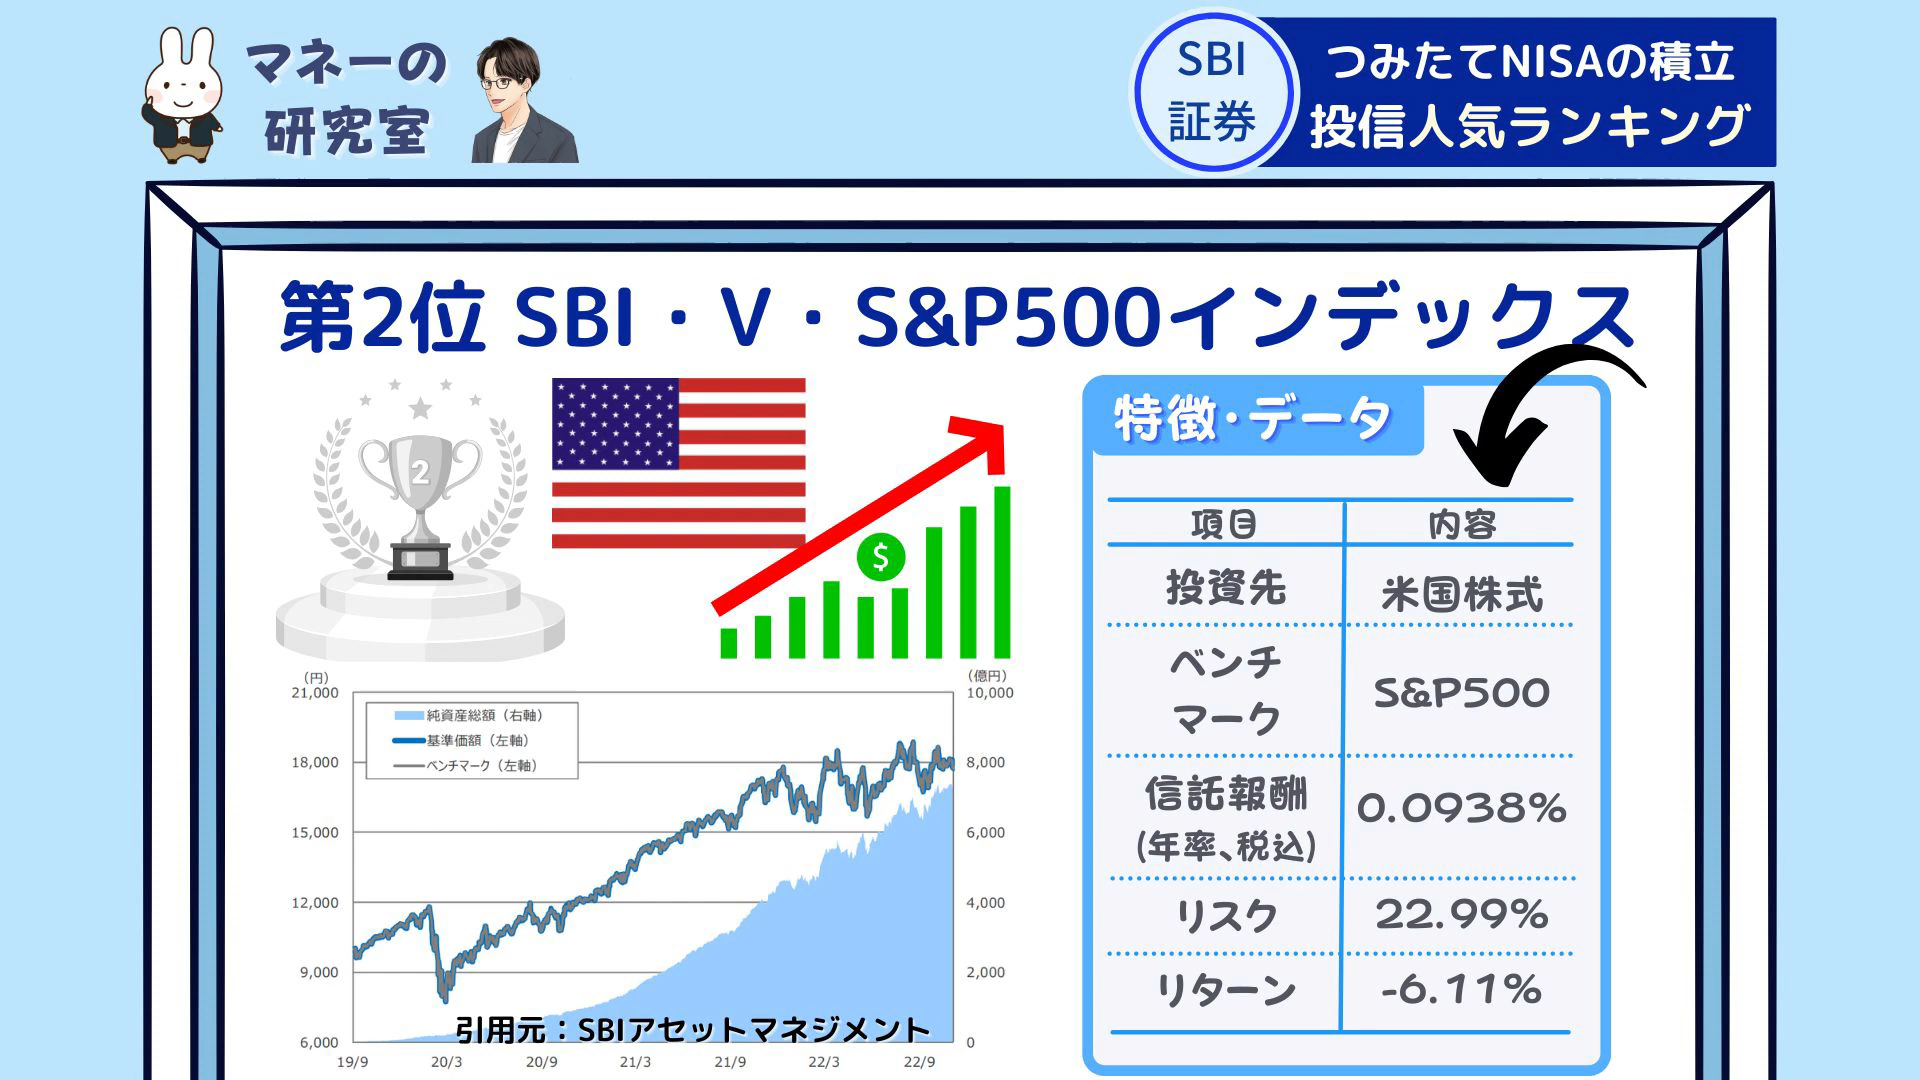 マネーの
研究室
SBI
証券
つみたてNISAの積立
投信人気ランキング
第2位 SBI・V・S&P500インデックス
2
$
特徴・データ
項目 内容
投資先 米国株式
ベンチ
マーク
S&P500
信託報酬
(年率、税込)
0.0938%
リスク 22.99%
リターン -6.11%
(円)
(億円)
純資産総額（右軸）
基準価額（左軸）
ベンチマーク（左軸）
21,000
18,000
15,000
12,000
9,000
6,000
10,000
8,000
6,000
4,000
2,000
0
引用元：SBIアセットマネジメント
19/9 20/3 20/9 21/3 21/9 22/3 22/9